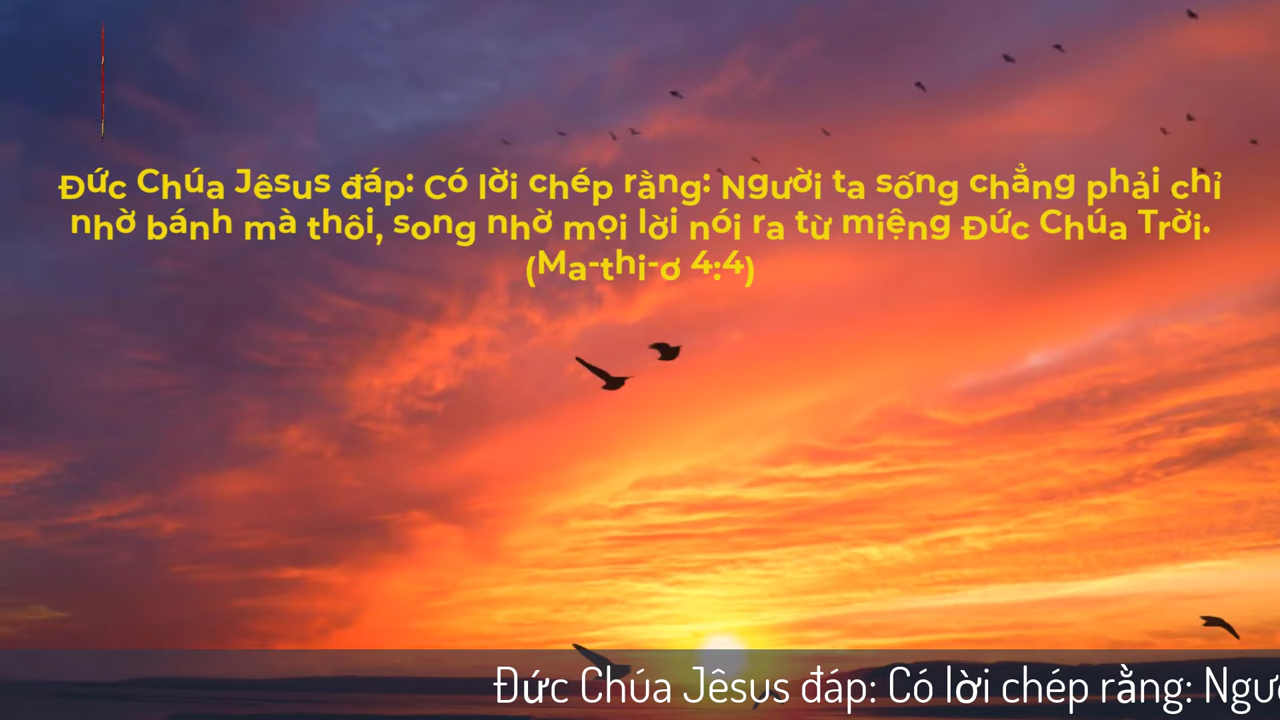 Đức Chúa Jêsus đáp: Có lời chép rằng: Người ta sống chẳng phải chỉ
nhờ bánh mà thôi, song nhờ mọi lời nói ra từ miệng Đức Chúa Trời.
(Ma-thi-ơ 4:4)
Đức Chúa Jêsus đáp: Có lời chép rằng: Ngư